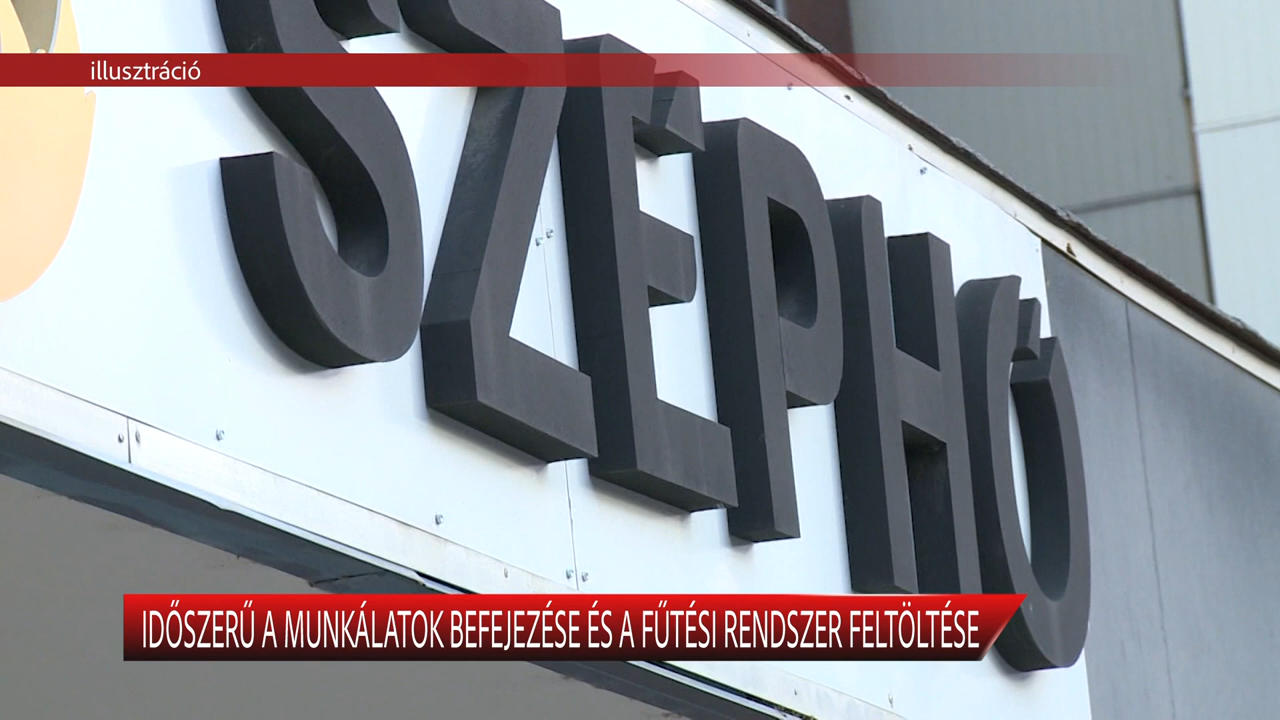 illusztráció
SZÉPHŐ
IDŐSZERŰ A MUNKÁLATOK BEFEJEZÉSE ÉS A FŰTÉSI RENDSZER FELTÖLTÉSE